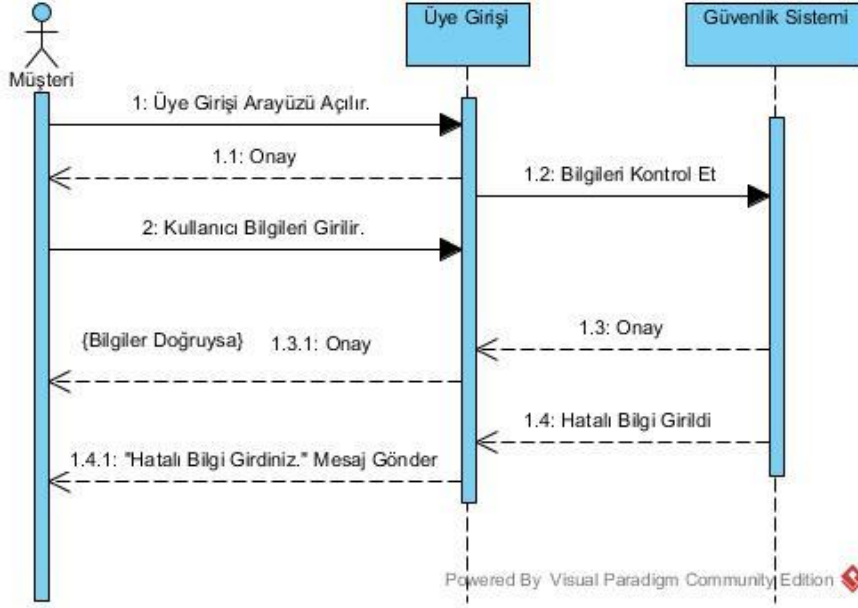 Üye Girişi
Güvenlik Sistemi
Müşteri
1: Üye Girişi Arayüzü Açılır.
1.1: Onay
1.2: Bilgileri Kontrol Et
2: Kullanıcı Bilgileri Girilir.
1.3: Onay
{Bilgiler Doğruysa}
1.3.1: Onay
1.4: Hatalı Bilgi Girildi
1.4.1: "Hatalı Bilgi Girdiniz." Mesaj Gönder
Powered By Visual Paradigm Community Edition